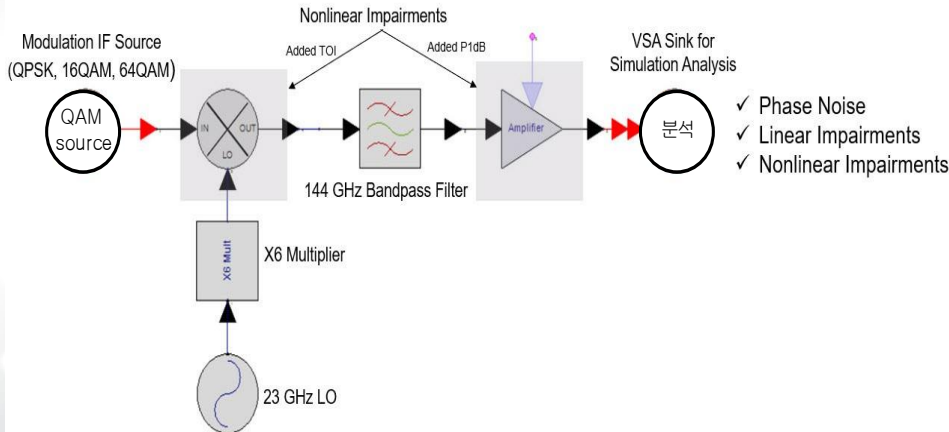 Nonlinear Impairments
Modulation IF Source
(QPSK, 16QAM, 64QAM)
Added TOI
Added P1dB
VSA Sink for
Simulation Analysis
QAM
source
IN
OUT
LO
Amplifier
분석
✓ Phase Noise
✓ Linear Impairments
✓ Nonlinear Impairments
144 GHz Bandpass Filter
X6 Mult
X6 Multiplier
23 GHz LO